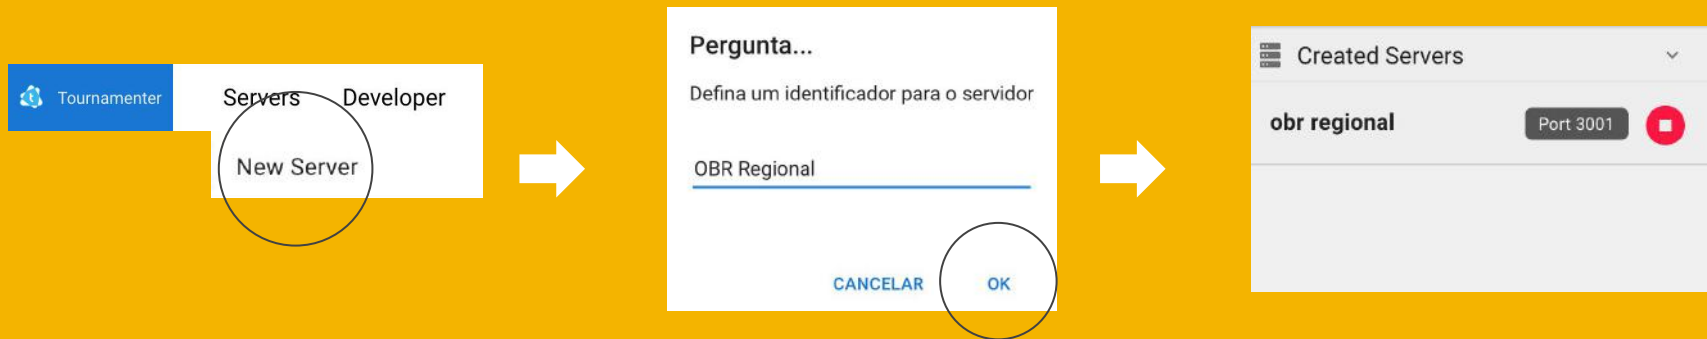 Tournamenter
Servers Developer
New Server
Pergunta...
Defina um identificador para o servidor
OBR Regional
CANCELAR OK
Created Servers
obr regional Port 3001